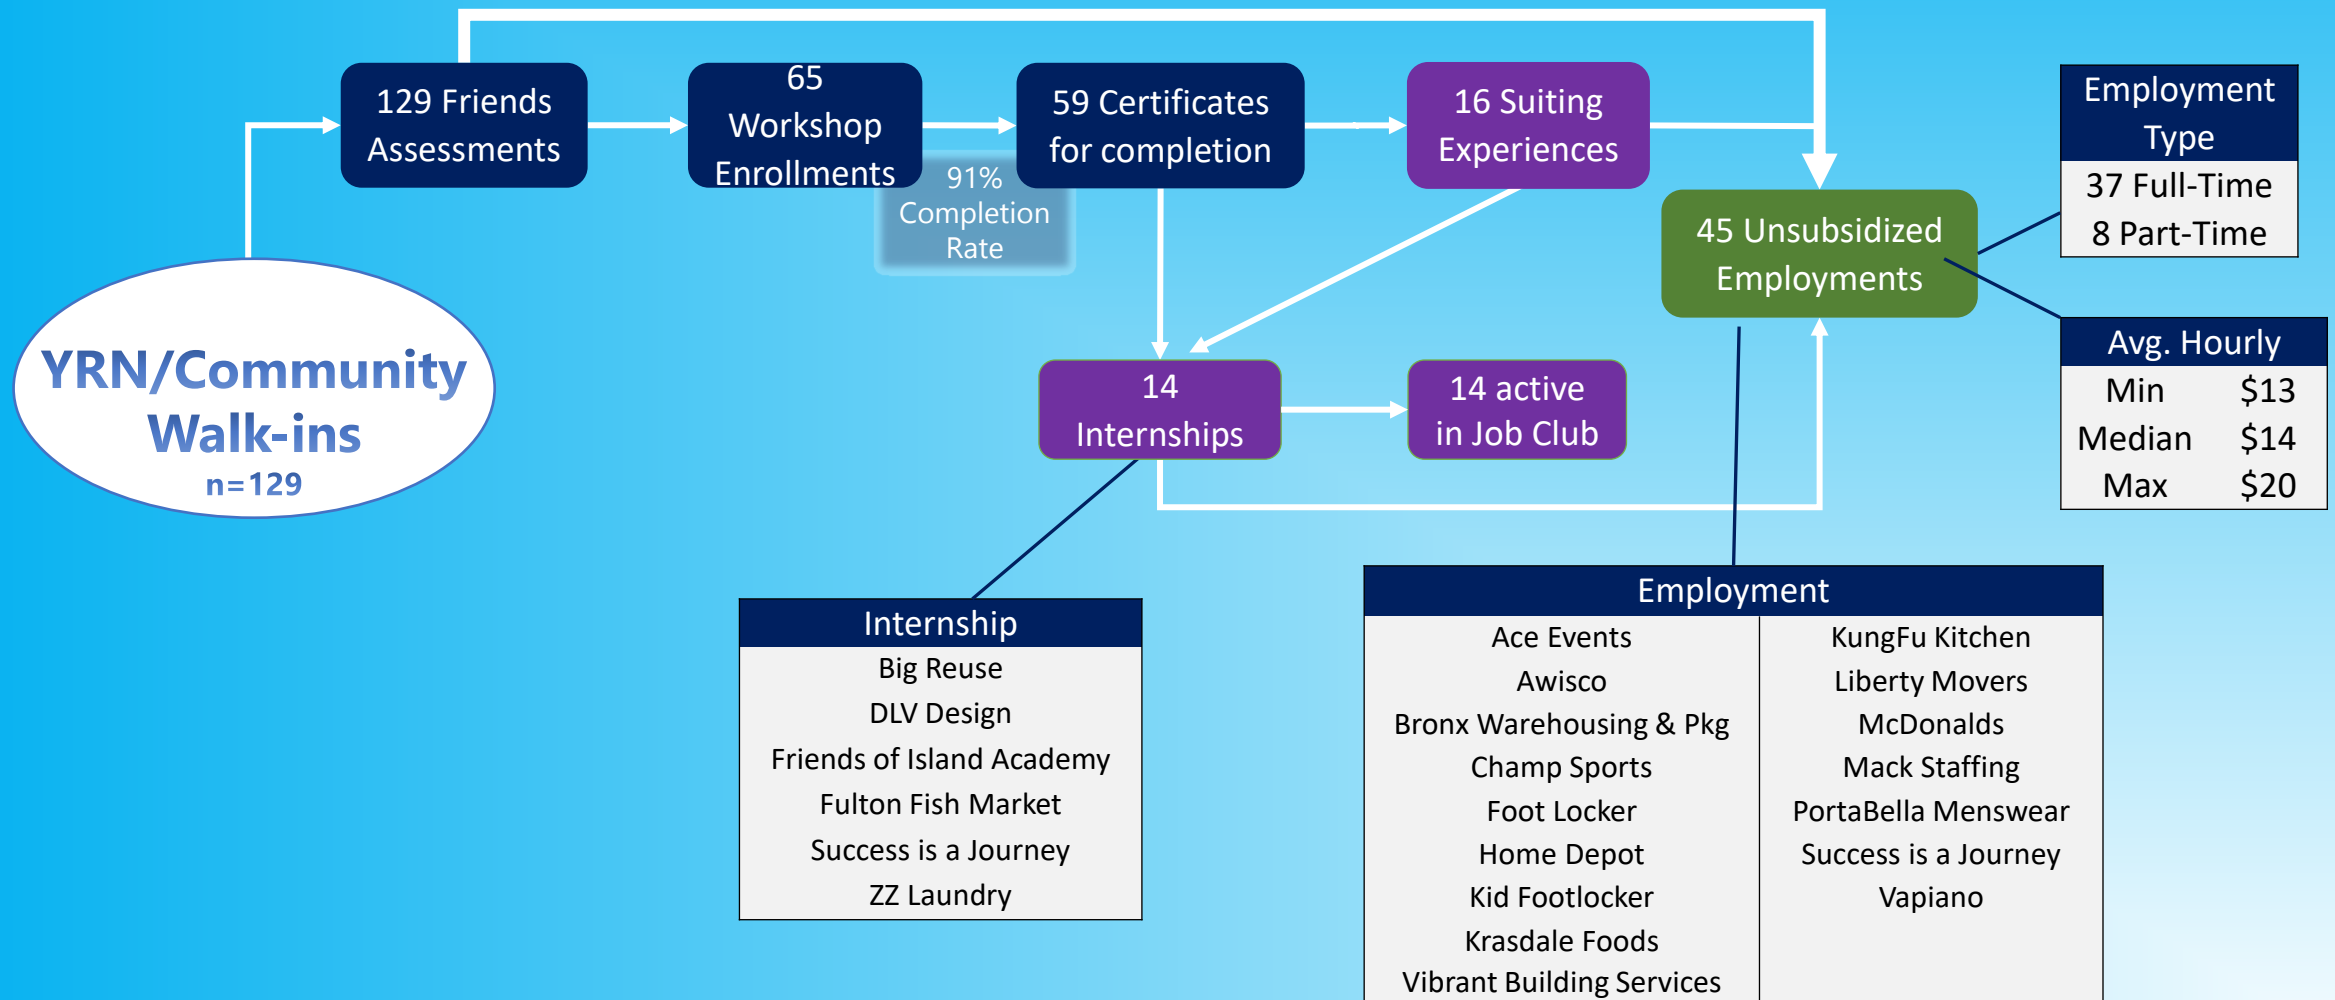 129 Friends
Assessments
65
Workshop
Enrollments
91%
Completion
Rate
59 Certificates
for completion
16 Suiting
Experiences
45 Unsubsidized
Employments
Employment
Type
37 Full-Time
8 Part-Time
Avg. Hourly
Min $13
Median $14
Max $20
YRN/Community
Walk-ins
n=129
14
Internships
14 active
in Job Club
Internship
Big Reuse
DLV Design
Friends of Island Academy
Fulton Fish Market
Success is a Journey
ZZ Laundry
Employment
Ace Events
Awisco
Bronx Warehousing & Pkg
Champ Sports
Foot Locker
Home Depot
Kid Footlocker
Krasdale Foods
Vibrant Building Services
KungFu Kitchen
Liberty Movers
McDonalds
Mack Staffing
PortaBella Menswear
Success is a Journey
Vapiano